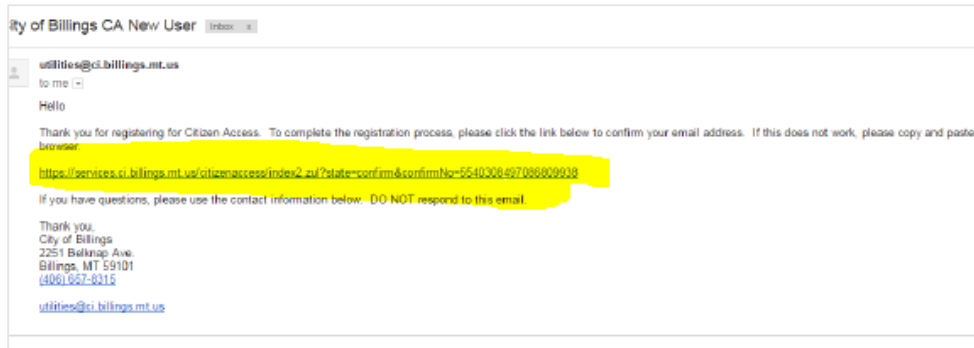 ity of Billings CA New User Inbox x
utilities@ci.billings.mt.us
to me
Hello
Thank you for registering for Citizen Access. To complete the registration process, please click the link below to confirm your email address. If this does not work, please copy and paste
browser.
https://services.ci.billings.mt.us/citizenaccess/index2.zul?state=confirm&confirmNo=5540308497086809938
If you have questions, please use the contact information below. DO NOT respond to this email.
Thank you,
City of Billings
2251 Belknap Ave.
Billings, MT 59101
(406) 657-8315
utilities@ci.billings.mt.us